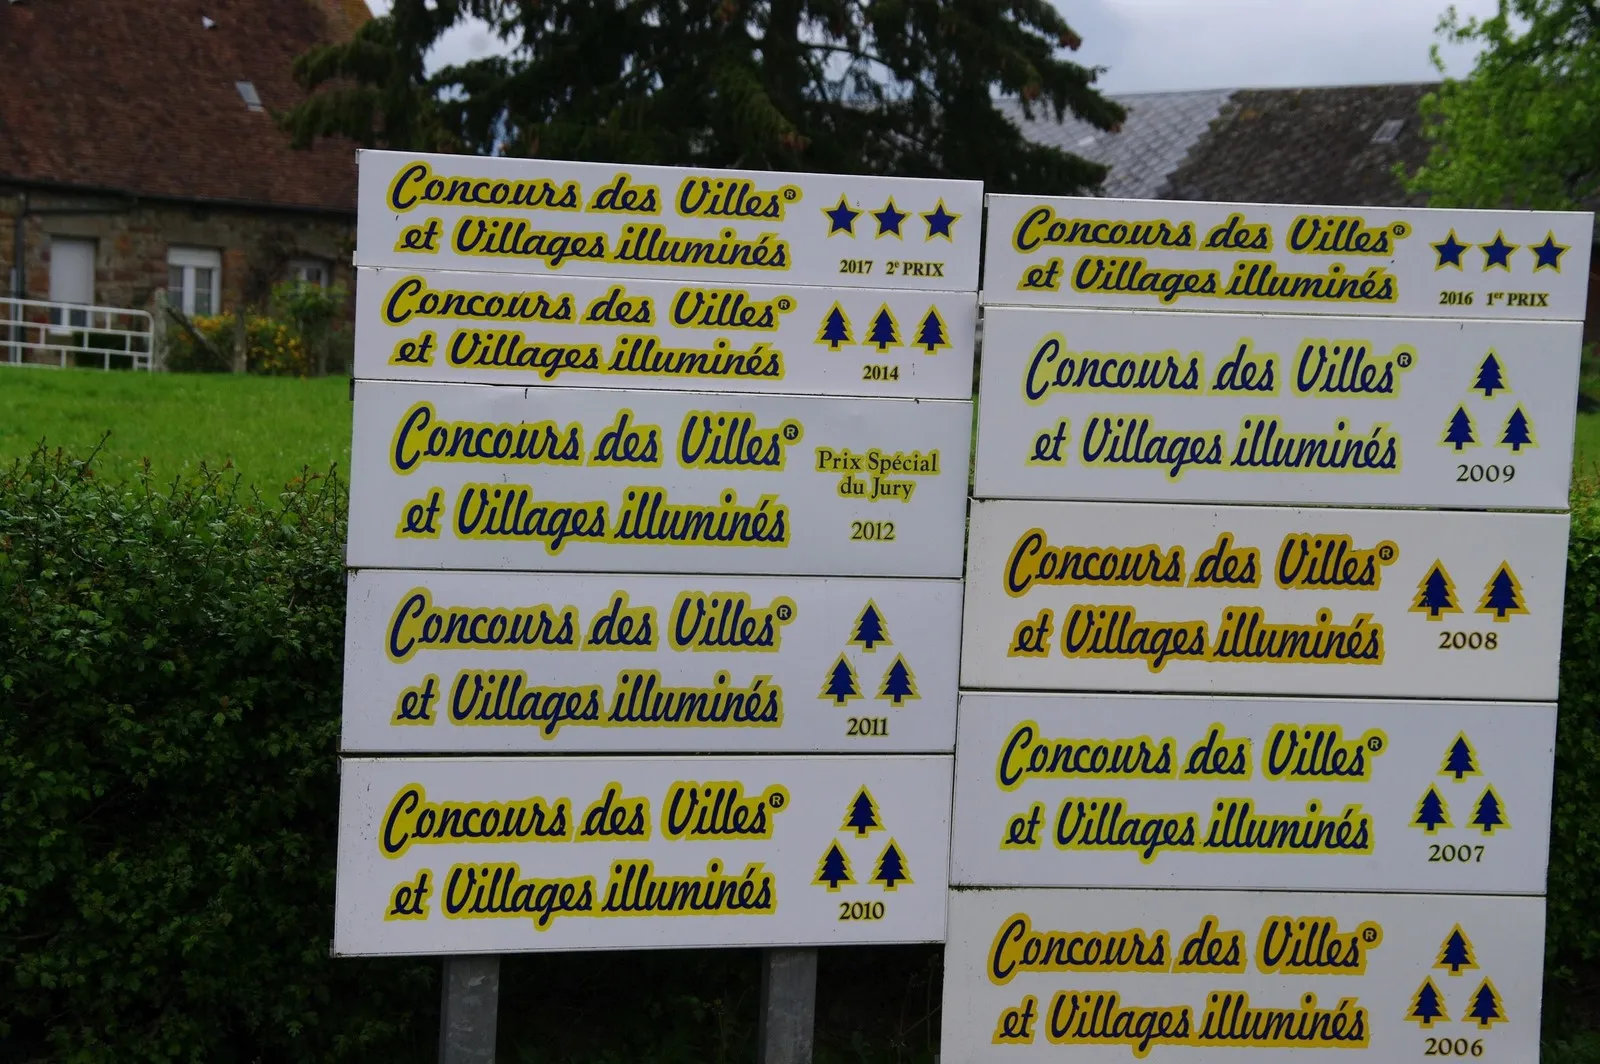 Concours des Villes®
et Villages illuminés
2017 2e PRIX
Concours des Villes®
et Villages illuminés
2014
Concours des Villes®
et Villages illuminés
Prix Spécial
du Jury
2012
Concours des Villes®
et Villages illuminés
2011
Concours des Villes®
et Villages illuminés
2010
Concours des Villes®
et Villages illuminés
2016 1er PRIX
Concours des Villes®
et Villages illuminés
2009
Concours des Villes®
et Villages illuminés
2008
Concours des Villes®
et Villages illuminés
2007
Concours des Villes®
et Villages illuminés
2006